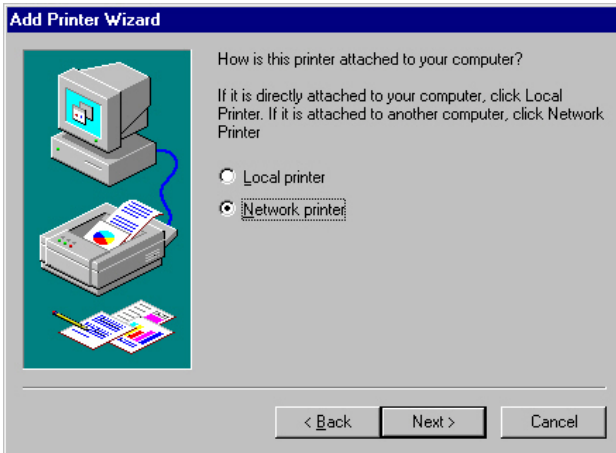 Add Printer Wizard
How is this printer attached to your computer?
If it is directly attached to your computer, click Local
Printer. If it is attached to another computer, click Network
Printer
Local printer
Network printer
< Back
Next >
Cancel